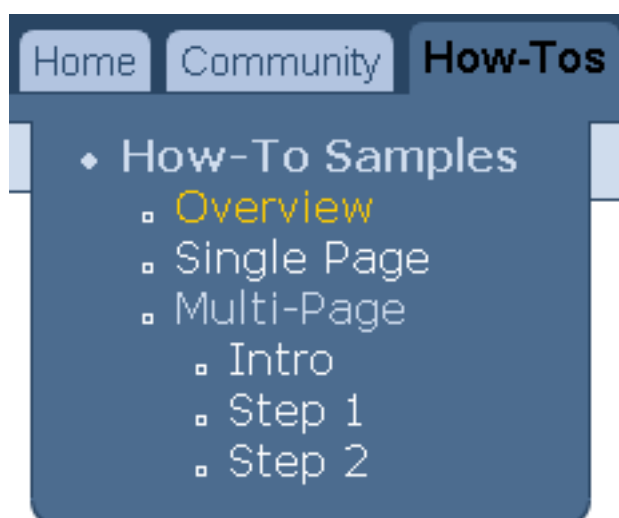 Home Community How-Tos
How-To Samples
Overview
Single Page
Multi-Page
Intro
Step 1
Step 2